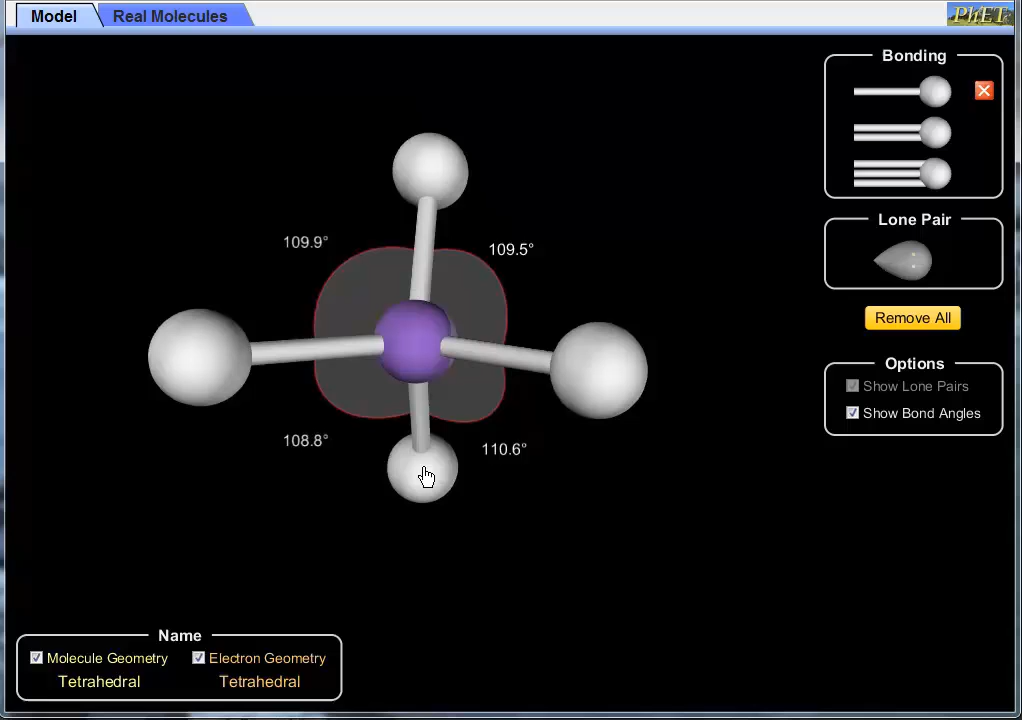 Model
Real Molecules
PhET
Bonding
109.9°
109.5°
Lone Pair
Remove All
Options
Show Lone Pairs
Show Bond Angles
108.8°
110.6°
Name
Molecule Geometry
Electron Geometry
Tetrahedral
Tetrahedral